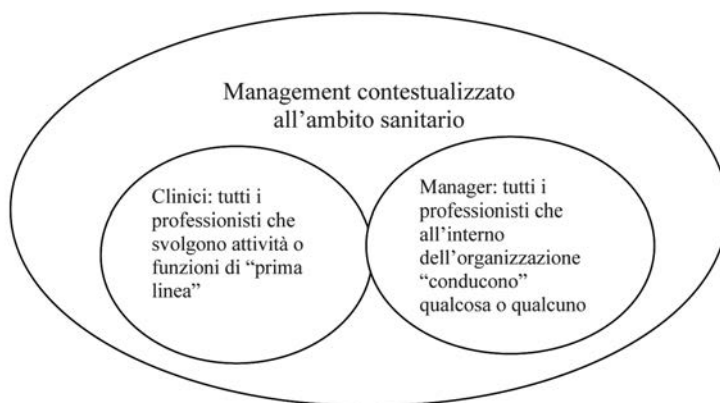 Management contestualizzato
all’ambito sanitario
Clinici: tutti i
professionisti che
svolgono attività o
funzioni di “prima
linea”
Manager: tutti i
professionisti che
all’interno
dell’organizzazione
“conducono”
qualcosa o qualcuno